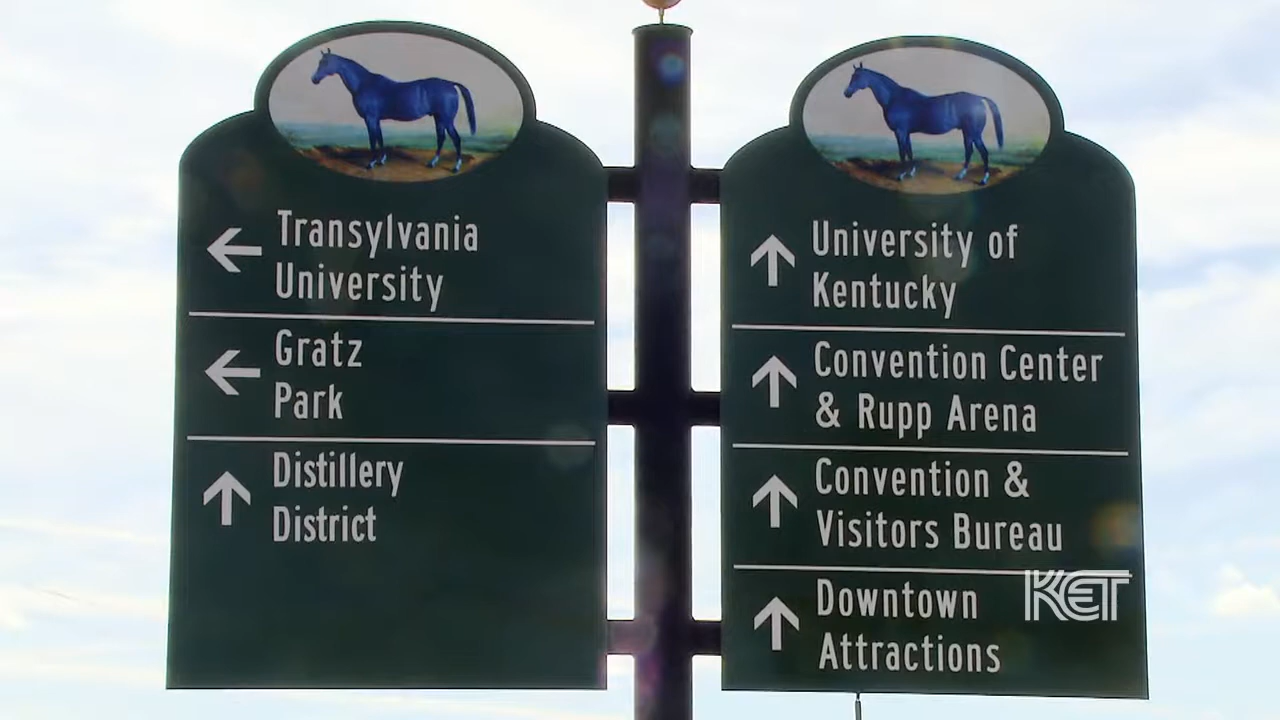 Transylvania
University
Gratz
Park
Distillery
District
University of
Kentucky
Convention Center
& Rupp Arena
Convention &
Visitors Bureau
Downtown
Attractions
KET